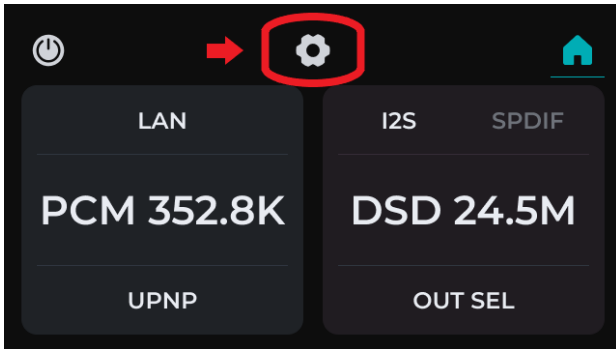 LAN
PCM 352.8K
UPNP
I2S SPDIF
DSD 24.5M
OUT SEL